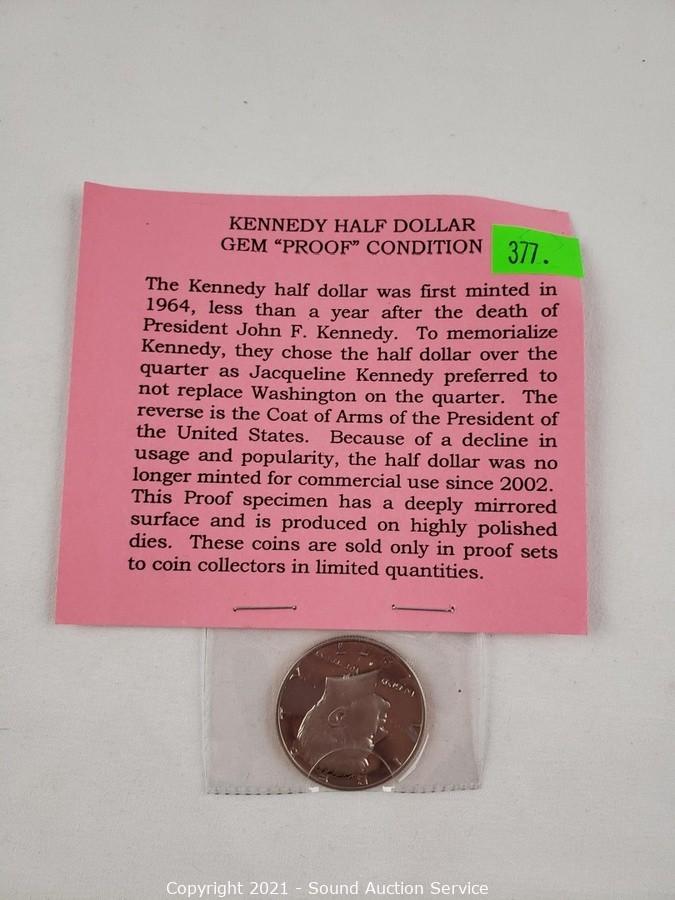 KENNEDY HALF DOLLAR
GEM “PROOF” CONDITION
377.
The Kennedy half dollar was first minted in
1964, less than a year after the death of
President John F. Kennedy. To memorialize
Kennedy, they chose the half dollar over the
quarter as Jacqueline Kennedy preferred to
not replace Washington on the quarter. The
reverse is the Coat of Arms of the President of
the United States. Because of a decline in
usage and popularity, the half dollar was no
longer minted for commercial use since 2002.
This Proof specimen has a deeply mirrored
surface and is produced on highly polished
dies. These coins are sold only in proof sets
to coin collectors in limited quantities.
Copyright 2021 - Sound Auction Service